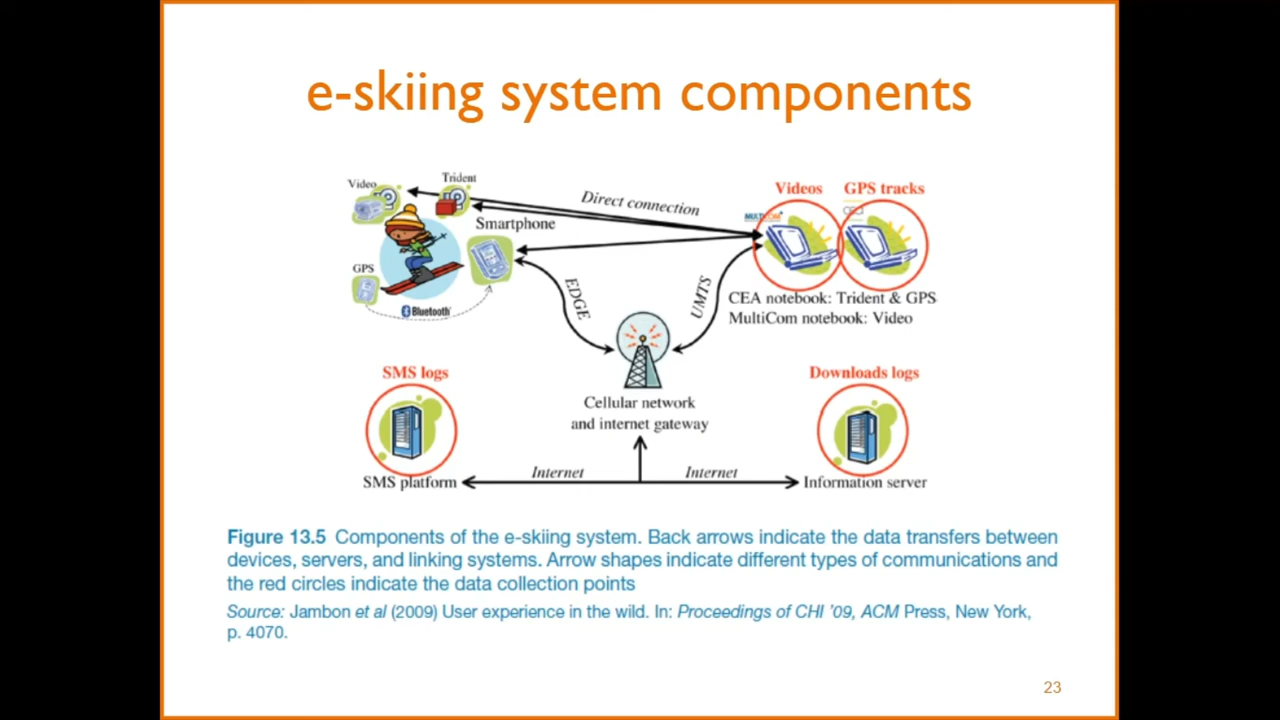 e-skiing system components
Video
Trident
Direct connection
Videos
GPS tracks
MULTICOM
Smartphone
GPS
Bluetooth
EDGE
UMTS
CEA notebook: Trident & GPS
MultiCom notebook: Video
SMS logs
Downloads logs
Cellular network
and internet gateway
Internet
Internet
SMS platform
Information server
Figure 13.5 Components of the e-skiing system. Back arrows indicate the data transfers between
devices, servers, and linking systems. Arrow shapes indicate different types of communications and
the red circles indicate the data collection points
Source: Jambon et al (2009) User experience in the wild. In: Proceedings of CHI '09, ACM Press, New York,
p. 4070.
23